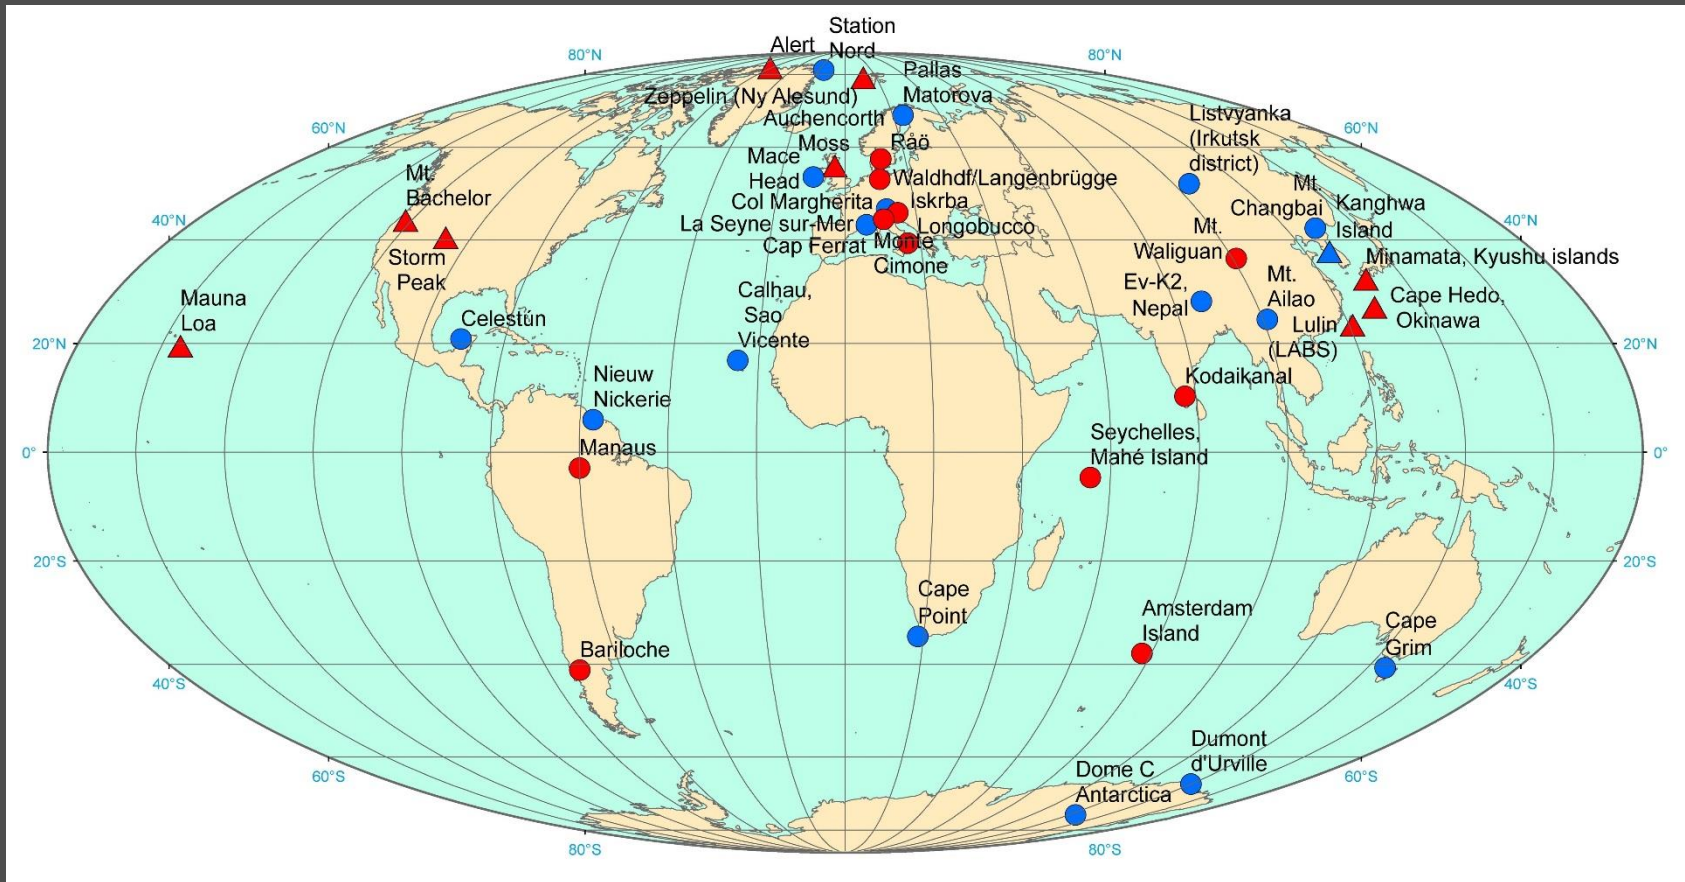 Station
Nord
Alert
80°N
80°N
Pallas
Matorova
Zeppelin (Ny Alesund)
Auchencorth
Moss
Råö
Listvyanka
(Irkutsk
district)
60°N
60°N
Mace
Head
Waldhdf/Langenbrügge
Mt.
Bachelor
Col Margherita
Iskrba
Mt.
Changbai
Kanghwa
Island
40°N
40°N
La Seyne sur-Mer
Longobucco
Cap Ferrat
Monte
Cimone
Mt.
Waliguan
Storm
Peak
Minamata, Kyushu islands
Ev-K2,
Nepal
Mt.
Ailao
Cape Hedo,
Okinawa
Mauna
Loa
Calhau,
Sao
Vicente
Celestún
Lulin
(LABS)
20°N
20°N
Nieuw
Nickerie
Kodaikanal
Manaus
Seychelles,
Mahé Island
0°
0°
20°S
20°S
Cape
Point
Amsterdam
Island
Cape
Grim
Bariloche
40°S
40°S
Dumont
d'Urville
Dome C
Antarctica
60°S
60°S
80°S
80°S